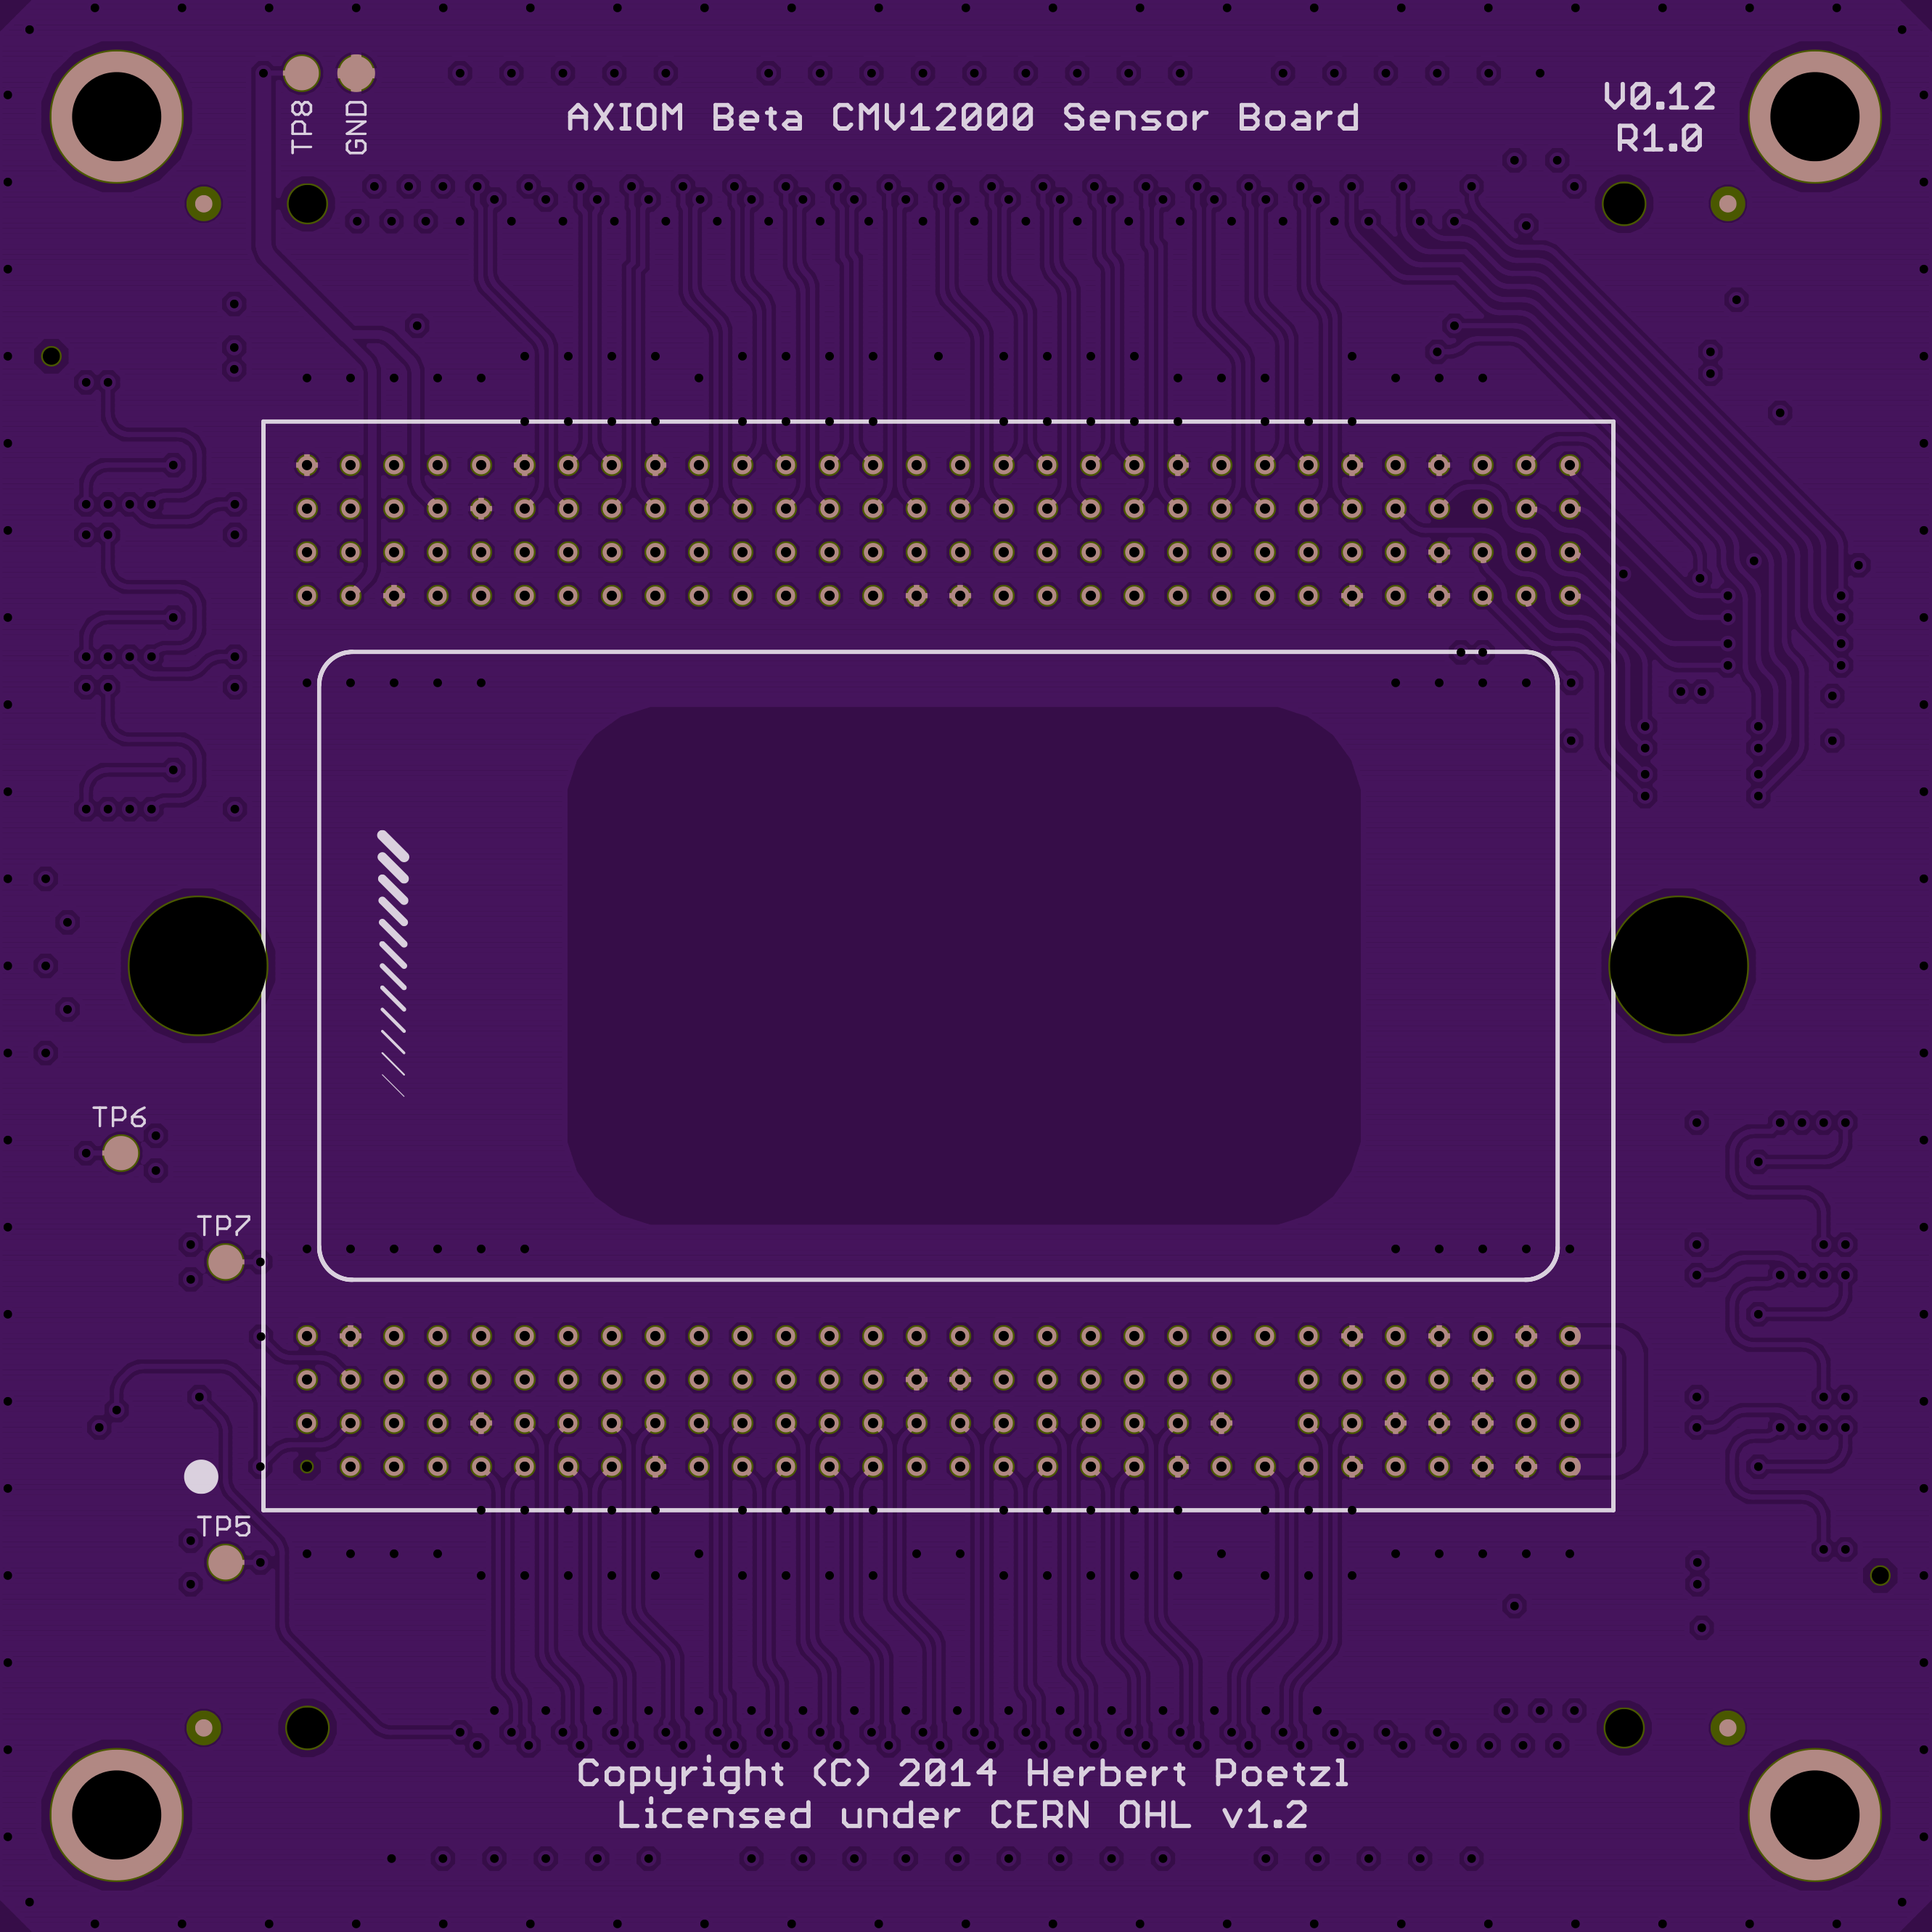 TP8
GND
AXIOM Beta CMV12000 Sensor Board
V0.12
R1.0
TP6
TP7
TP5
Copyright (C) 2014 Herbert Poetzl
Licensed under CERN OHL v1.2